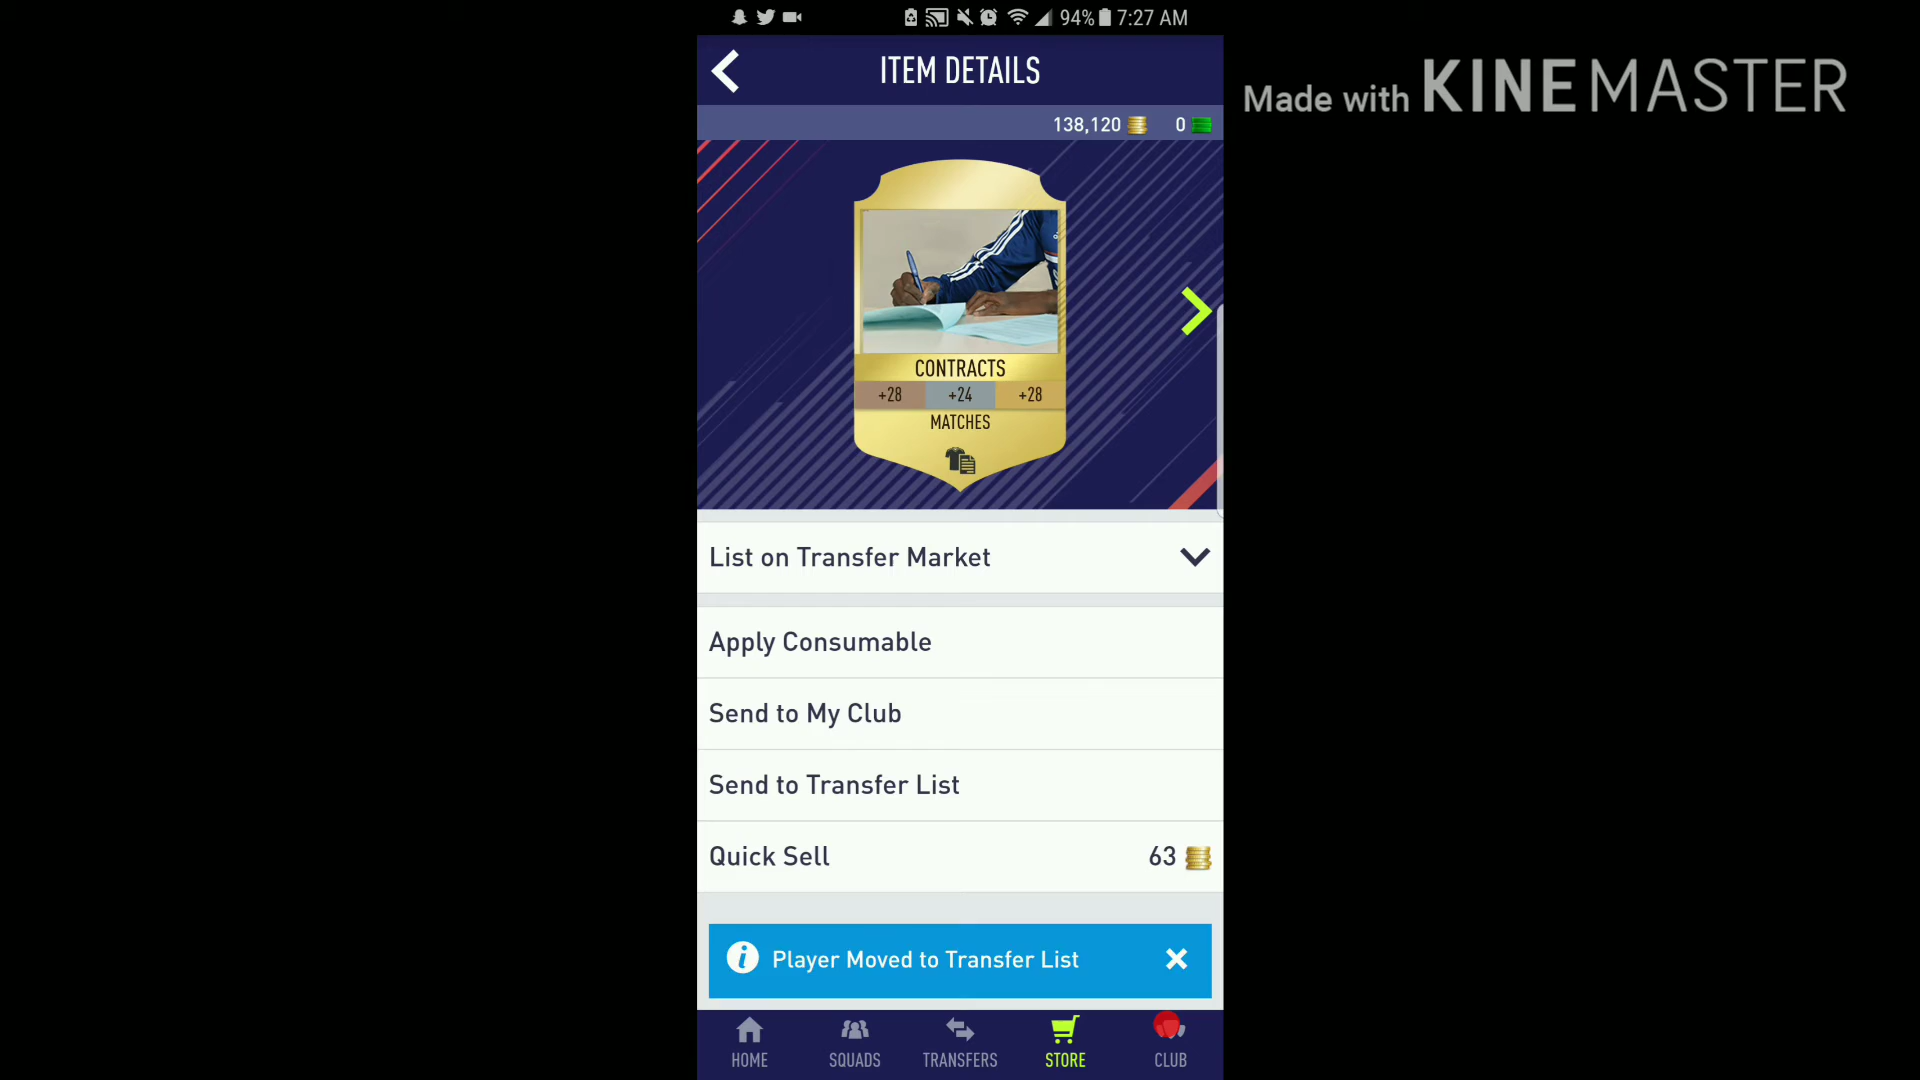 94% 7:27 AM
ITEM DETAILS
Made with KINEMASTER
138,120 0
CONTRACTS
+28 +24 +28
MATCHES
List on Transfer Market
Apply Consumable
Send to My Club
Send to Transfer List
Quick Sell 63
Player Moved to Transfer List
HOME SQUADS TRANSFERS STORE CLUB